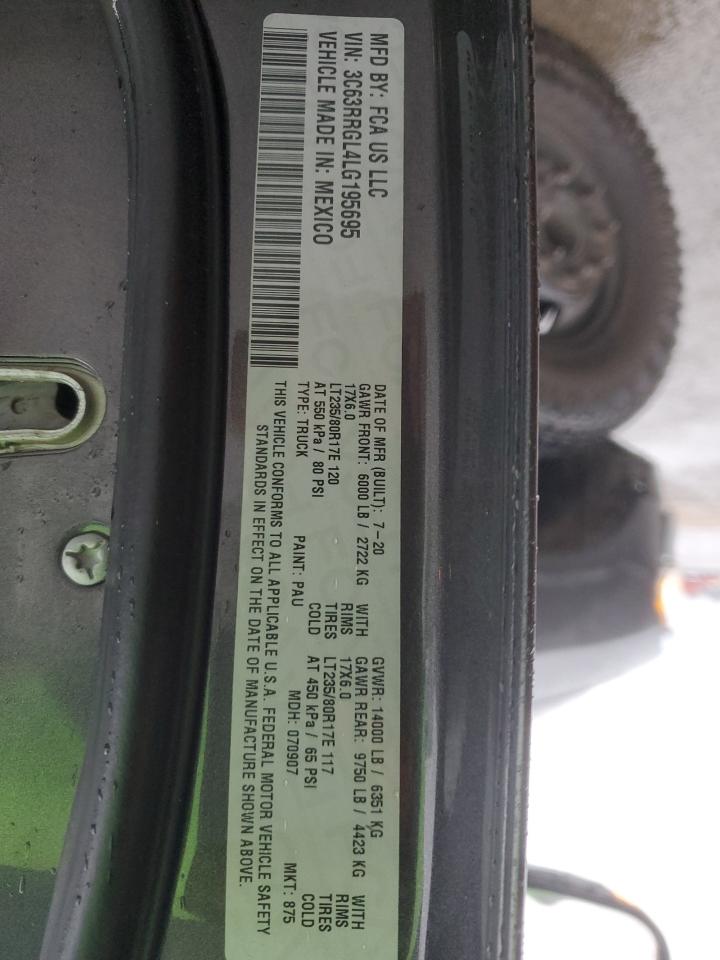 MFD BY: FCA US LLC
VIN: 3C63RRGL4LG195695
VEHICLE MADE IN: MEXICO
DATE OF MFR (BUILT): 7-20 GVWR: 14000 LB / 6351 KG
GAWR FRONT: 6000 LB / 2722 KG WITH GAWR REAR: 9750 LB / 4423 KG WITH
17X6.0 RIMS 17X6.0 RIMS
LT235/80R17E 120 TIRES LT235/80R17E 117 TIRES
AT 550 kPa / 80 PSI COLD AT 450 kPa / 65 PSI COLD
TYPE: TRUCK PAINT: PAU MDH: 070907 MKT: 875
THIS VEHICLE CONFORMS TO ALL APPLICABLE U.S.A. FEDERAL MOTOR VEHICLE SAFETY
STANDARDS IN EFFECT ON THE DATE OF MANUFACTURE SHOWN ABOVE.